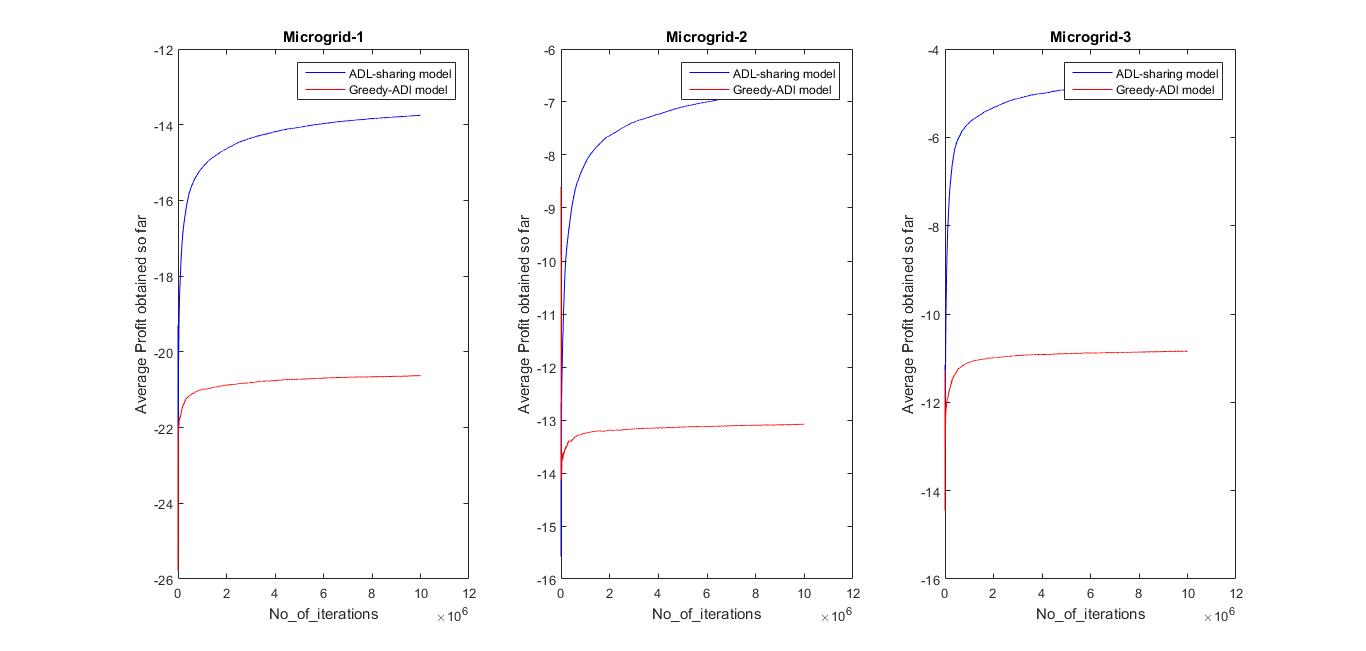 Microgrid-1
-12
-14
-16
-18
-20
-22
-24
-26
Average Profit obtained so far
ADL-sharing model
Greedy-ADl model
0 2 4 6 8 10 12
No_of_iterations
×10^6
Microgrid-2
-6
-7
-8
-9
-10
-11
-12
-13
-14
-15
-16
Average Profit obtained so far
ADL-sharing model
Greedy-ADl model
0 2 4 6 8 10 12
No_of_iterations
×10^6
Microgrid-3
-4
-6
-8
-10
-12
-14
-16
Average Profit obtained so far
ADL-sharing model
Greedy-ADl model
0 2 4 6 8 10 12
No_of_iterations
×10^6